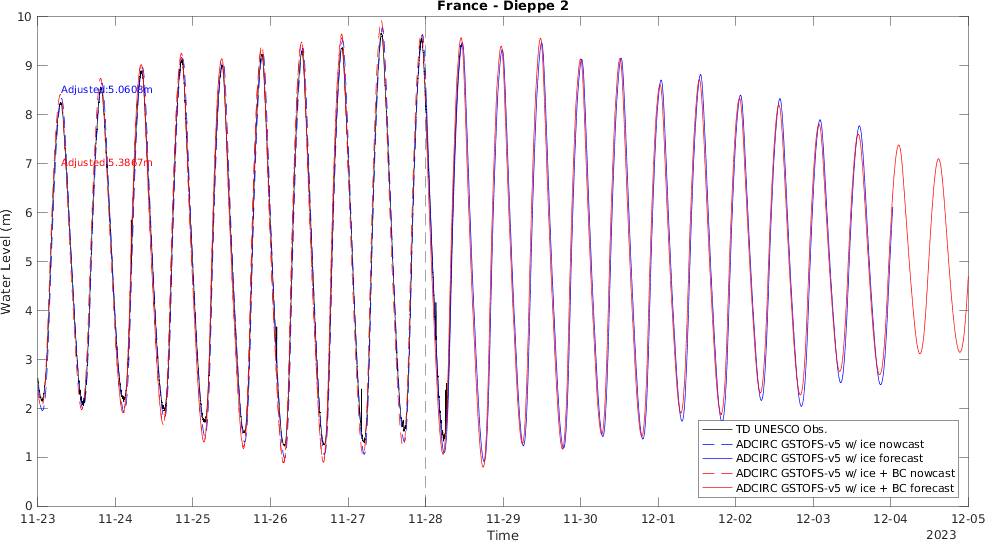 France - Dieppe 2
Water Level (m)
10
9
8
7
6
5
4
3
2
1
0
Adjusted:5.0608m
Adjusted:5.3867m
TD UNESCO Obs.
ADCIRC GSTOFS-v5 w/ ice nowcast
ADCIRC GSTOFS-v5 w/ ice forecast
ADCIRC GSTOFS-v5 w/ ice + BC nowcast
ADCIRC GSTOFS-v5 w/ ice + BC forecast
11-23 11-24 11-25 11-26 11-27 11-28 11-29 11-30 12-01 12-02 12-03 12-04 12-05
Time
2023